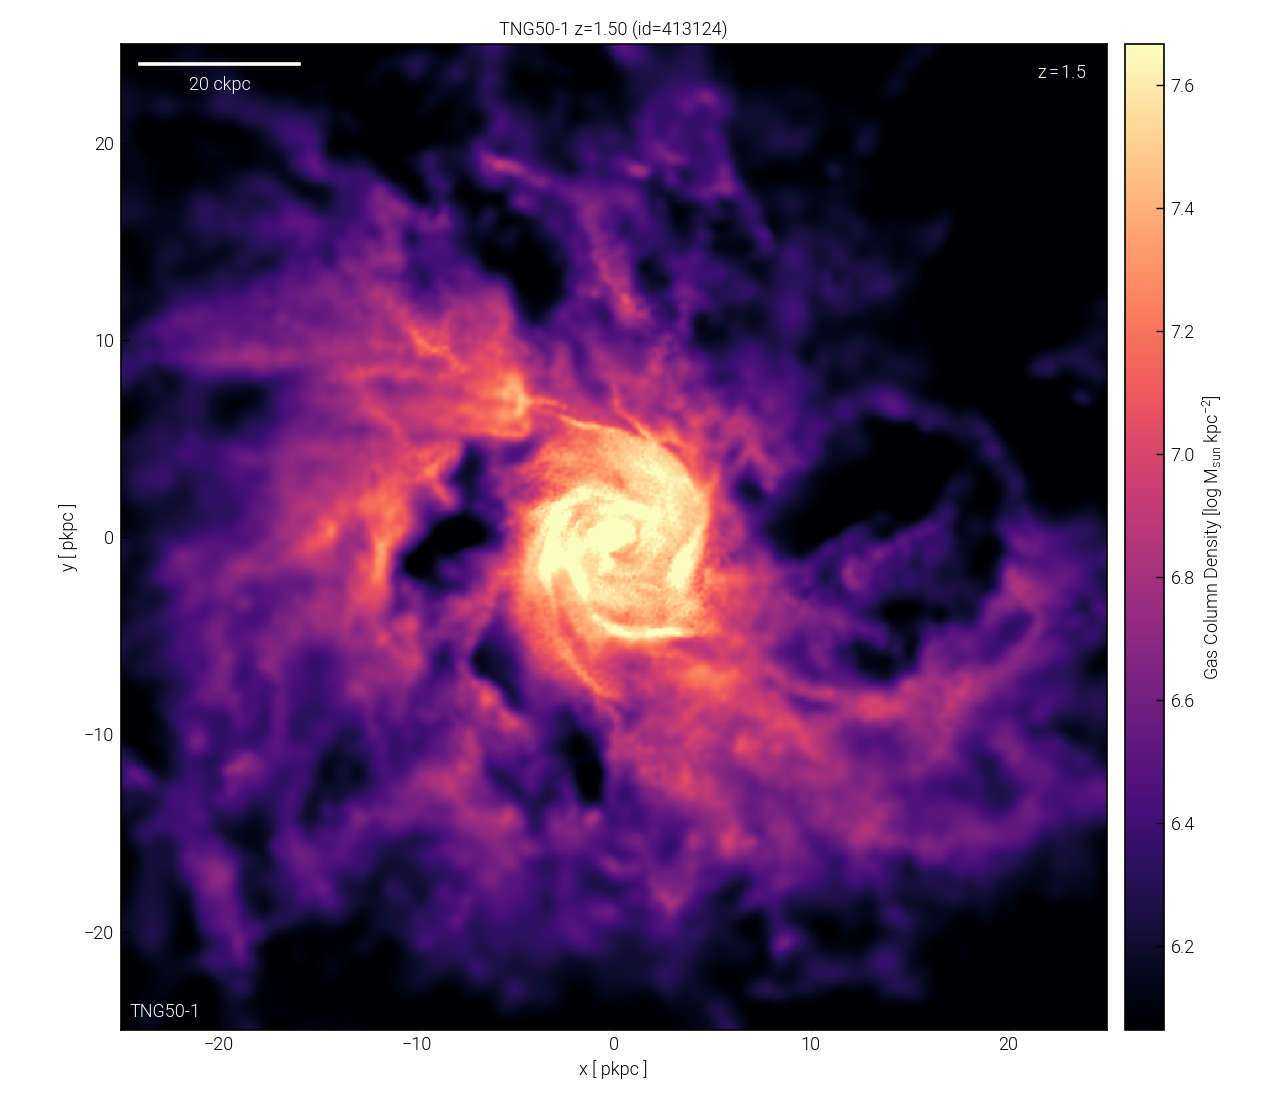 TNG50-1 z=1.50 (id=413124)
20 ckpc
z = 1.5
TNG50-1
20
10
0
−10
−20
y [ pkpc ]
−20
−10
0
10
20
x [ pkpc ]
7.6
7.4
7.2
7.0
6.8
6.6
6.4
6.2
Gas Column Density [log M_sun kpc^−2]